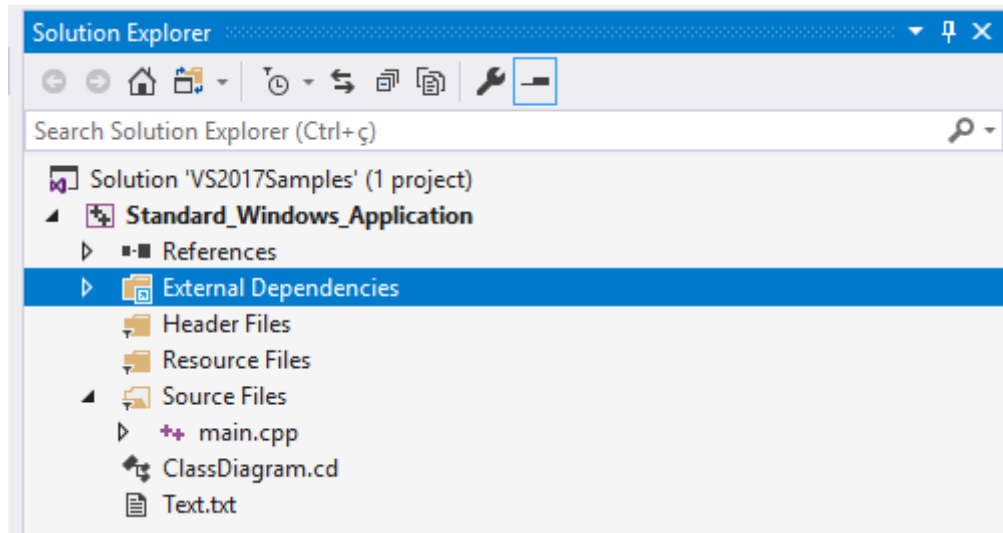 Solution Explorer
Search Solution Explorer (Ctrl+ç)
Solution 'VS2017Samples' (1 project)
Standard_Windows_Application
References
External Dependencies
Header Files
Resource Files
Source Files
main.cpp
ClassDiagram.cd
Text.txt